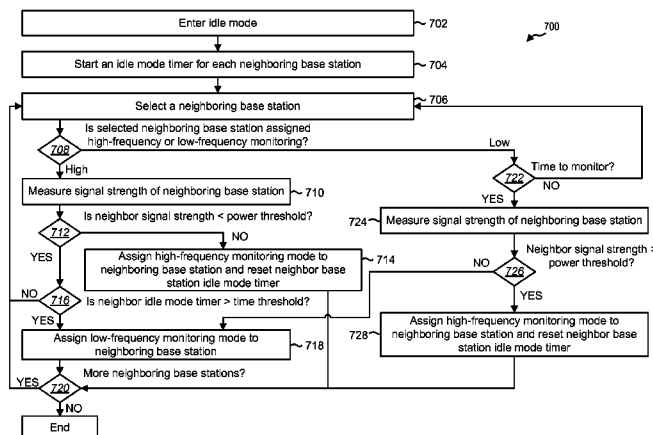 Enter idle mode
702
700
Start an idle mode timer for each neighboring base station
704
Select a neighboring base station
706
Is selected neighboring base station assigned
high-frequency or low-frequency monitoring?
708
Low
High
722
Time to monitor?
NO
YES
Measure signal strength of neighboring base station
710
724
Measure signal strength of neighboring base station
Is neighbor signal strength < power threshold?
712
NO
YES
Assign high-frequency monitoring mode to
neighboring base station and reset neighbor base
station idle mode timer
714
Neighbor signal strength >
power threshold?
NO
726
YES
NO
716
Is neighbor idle mode timer > time threshold?
YES
Assign low-frequency monitoring mode to
neighboring base station
718
728
Assign high-frequency monitoring mode to
neighboring base station and reset neighbor base
station idle mode timer
More neighboring base stations?
YES
720
NO
End